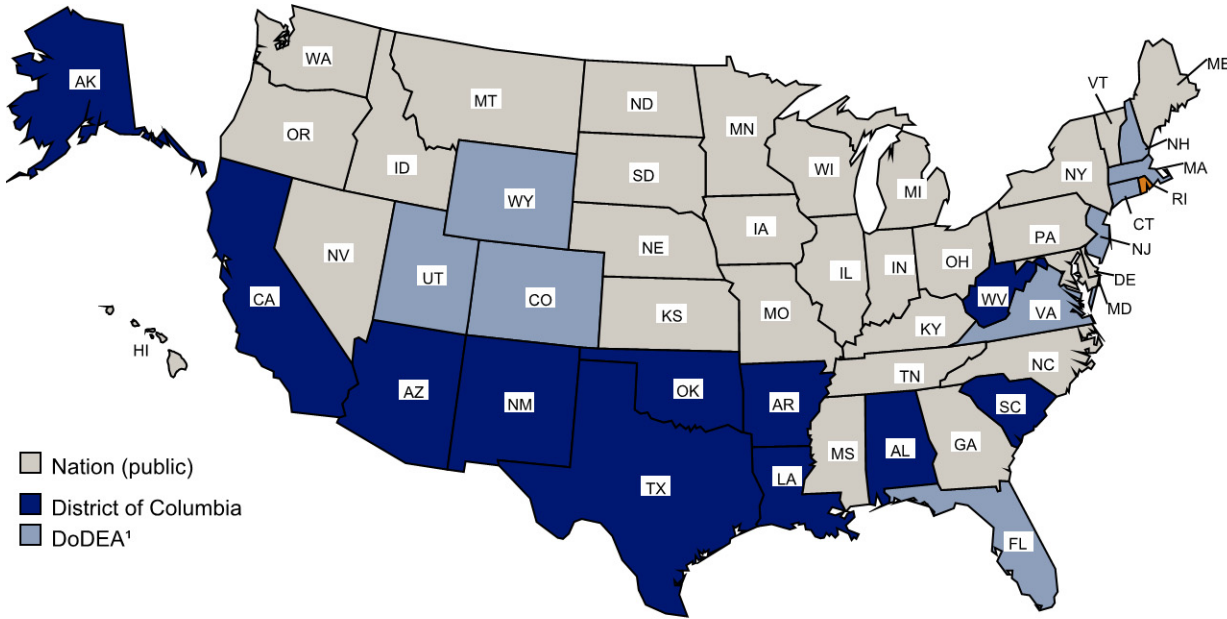 AK
WA
MT
ND
MN
VT
ME
OR
ID
SD
WI
MI
NY
NH
MA
RI
WY
CT
NJ
NV
UT
CO
NE
IA
IL
IN
OH
PA
DE
MD
CA
KS
MO
KY
WV
VA
HI
AZ
NM
OK
AR
TN
NC
SC
TX
LA
MS
AL
GA
FL
Nation (public)
District of Columbia
DoDEA¹